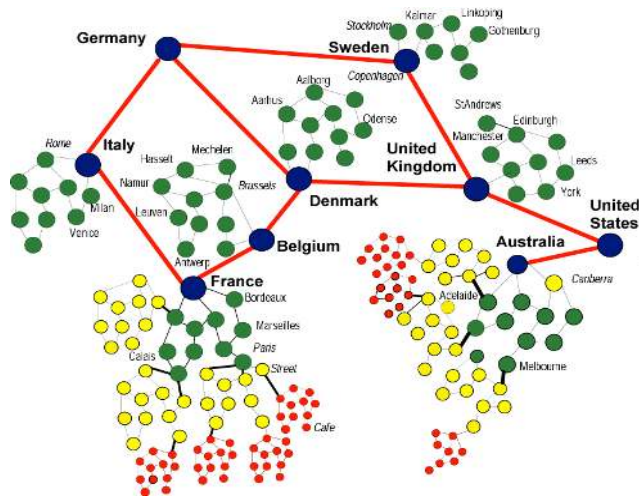 Stockholm
Kalmar
Linkoping
Gothenburg
Germany
Sweden
Copenhagen
Aalborg
Aarhus
Odense
StAndrews
Edinburgh
Manchester
Rome
Italy
Mechelen
Hasselt
United
Kingdom
Leeds
Namur
Brussels
York
Milan
Leuven
Denmark
United
States
Venice
Belgium
Australia
Antwerp
France
Canberra
Bordeaux
Adelaide
Marseilles
Calais
Paris
Street
Melbourne
Cafe